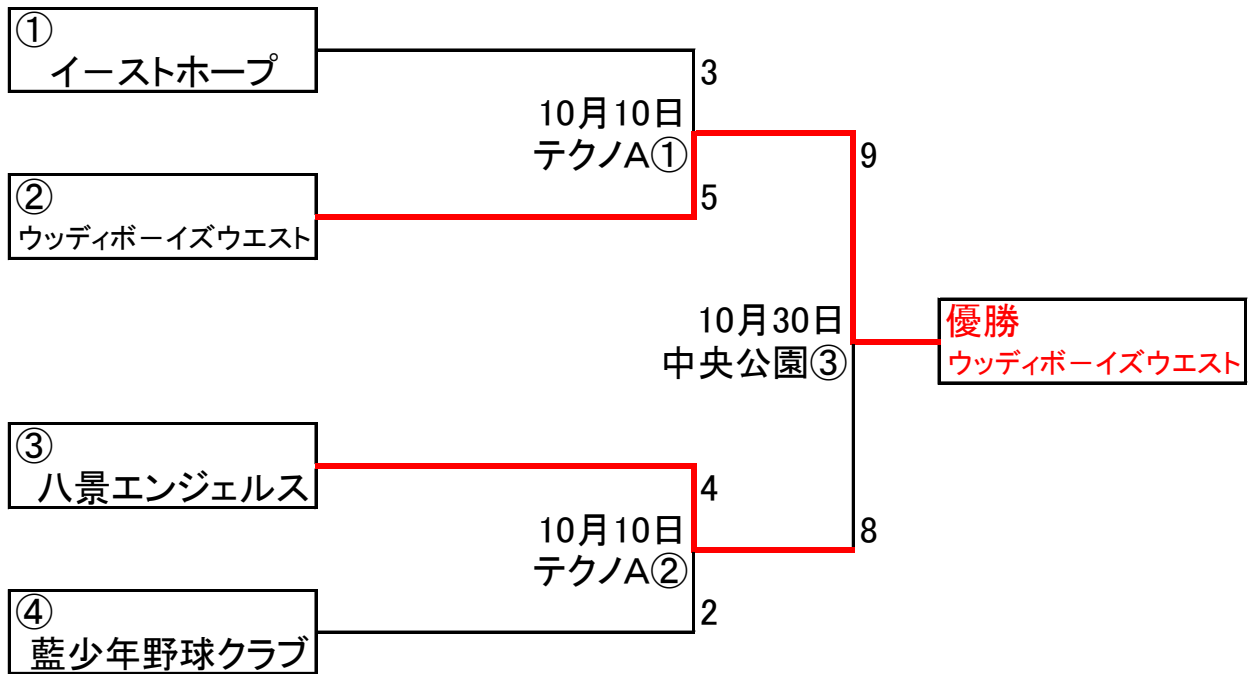 ①
イーストホープ
3
10月10日
テクノA①
9
②
ウッディボーイズウエスト
5
10月30日
中央公園③
優勝
ウッディボーイズウエスト
③
八景エンジェルス
4
10月10日
テクノA②
8
④
藍少年野球クラブ
2